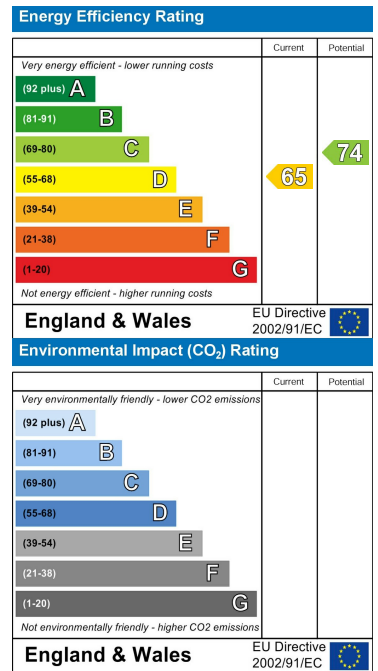 Energy Efficiency Rating
Current Potential
Very energy efficient - lower running costs
(92 plus) A
(81-91) B
(69-80) C
74
(55-68) D
65
(39-54) E
(21-38) F
(1-20) G
Not energy efficient - higher running costs
England & Wales
EU Directive
2002/91/EC
Environmental Impact (CO₂) Rating
Current Potential
Very environmentally friendly - lower CO2 emissions
(92 plus) A
(81-91) B
(69-80) C
(55-68) D
(39-54) E
(21-38) F
(1-20) G
Not environmentally friendly - higher CO2 emissions
England & Wales
EU Directive
2002/91/EC